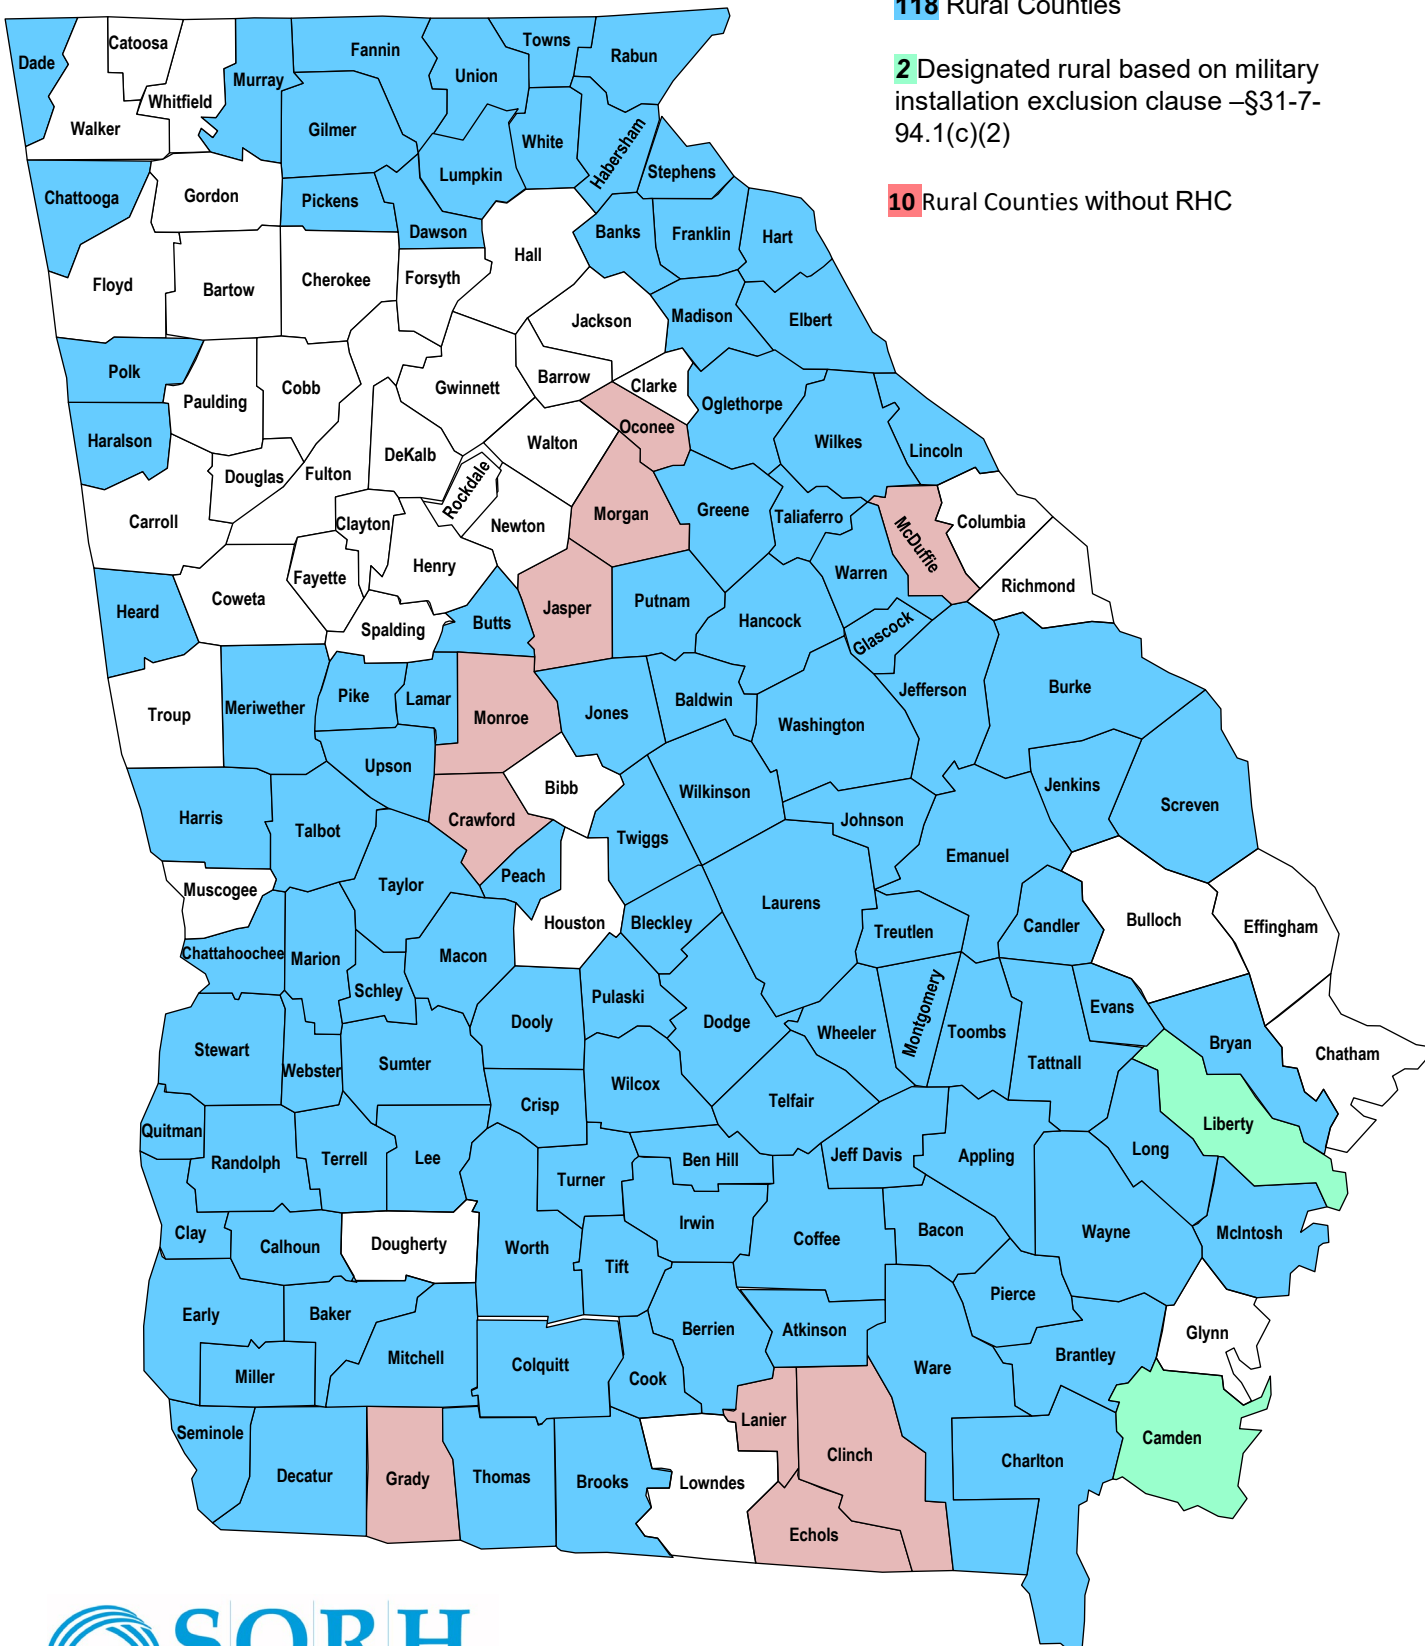 118 Rural Counties
2 Designated rural based on military
installation exclusion clause –§31-7-
94.1(c)(2)
10 Rural Counties without RHC
Dade
Catoosa
Walker
Whitfield
Murray
Fannin
Gilmer
Union
Towns
Rabun
White
Habersham
Stephens
Lumpkin
Chattooga
Gordon
Pickens
Dawson
Banks
Franklin
Hart
Hall
Floyd
Bartow
Cherokee
Forsyth
Jackson
Madison
Elbert
Polk
Paulding
Cobb
Gwinnett
Barrow
Clarke
Oconee
Oglethorpe
Wilkes
Lincoln
Haralson
Douglas
Fulton
DeKalb
Walton
Rockdale
Carroll
Clayton
Newton
Morgan
Greene
Taliaferro
McDuffie
Columbia
Richmond
Heard
Coweta
Fayette
Henry
Spalding
Butts
Jasper
Putnam
Hancock
Warren
Glascock
Troup
Meriwether
Pike
Lamar
Monroe
Jones
Baldwin
Washington
Jefferson
Burke
Upson
Bibb
Wilkinson
Jenkins
Screven
Harris
Talbot
Crawford
Twiggs
Johnson
Emanuel
Muscogee
Taylor
Peach
Houston
Bleckley
Laurens
Treutlen
Candler
Bulloch
Effingham
Chattahoochee
Marion
Schley
Macon
Dooly
Pulaski
Dodge
Wheeler
Montgomery
Toombs
Tattnall
Evans
Bryan
Chatham
Stewart
Webster
Sumter
Crisp
Wilcox
Telfair
Liberty
Quitman
Randolph
Terrell
Lee
Turner
Ben Hill
Jeff Davis
Appling
Long
Clay
Calhoun
Dougherty
Worth
Tift
Irwin
Coffee
Bacon
Wayne
McIntosh
Early
Baker
Miller
Mitchell
Colquitt
Cook
Berrien
Atkinson
Ware
Pierce
Brantley
Glynn
Seminole
Decatur
Grady
Thomas
Brooks
Lowndes
Lanier
Clinch
Echols
Charlton
Camden
SORH